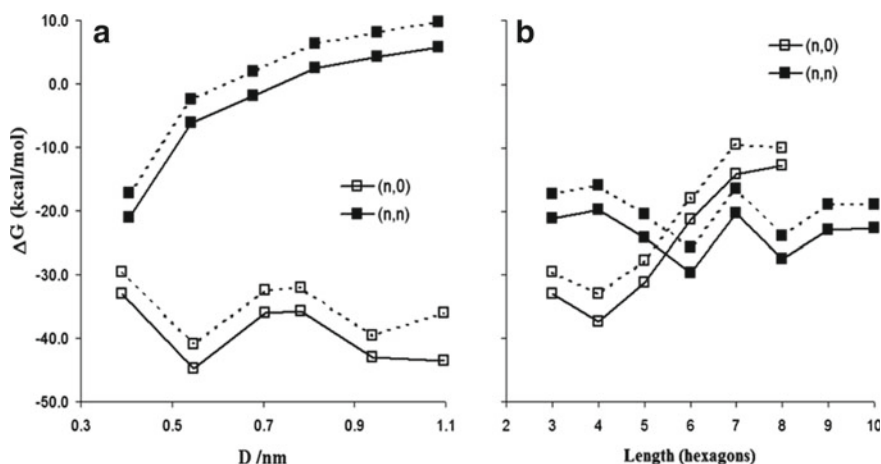 a
b
10.0
0.0
-10.0
-20.0
-30.0
-40.0
-50.0
ΔG (kcal/mol)
(n,0)
(n,n)
0.3 0.5 0.7 0.9 1.1
D /nm
(n,0)
(n,n)
2 3 4 5 6 7 8 9 10
Length (hexagons)